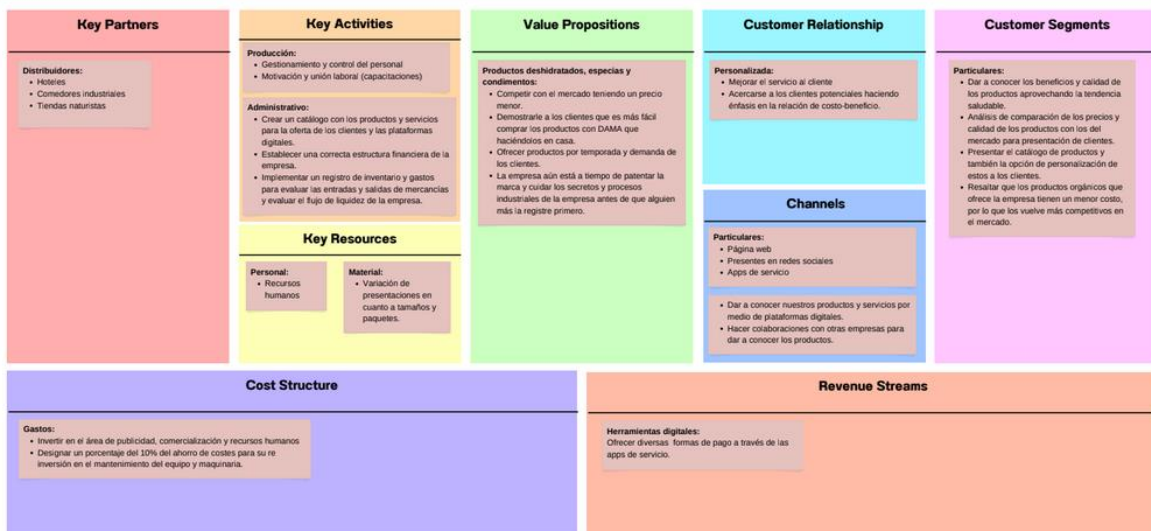 Key Partners
Distribuidores:
• Hoteles
• Comedores industriales
• Tiendas naturistas
Key Activities
Producción:
• Gestionamiento y control del personal
• Motivación y unión laboral (capacitaciones)
Administrativo:
• Crear un catálogo con los productos y servicios
para la oferta de los clientes y las plataformas
digitales.
• Establecer una correcta estructura financiera de la
empresa.
• Implementar un registro de inventario y gastos
para evaluar las entradas y salidas de mercancías
y evaluar el flujo de liquidez de la empresa.
Key Resources
Personal:
• Recursos
humanos
Material:
• Variación de
presentaciones en
cuanto a tamaños y
paquetes.
Value Propositions
Productos deshidratados, especias y
condimentos:
• Competir con el mercado teniendo un precio
menor.
• Demostrarle a los clientes que es más fácil
comprar los productos con DAMA que
haciéndolos en casa.
• Ofrecer productos por temporada y demanda de
los clientes.
• La empresa aún está a tiempo de patentar la
marca y cuidar los secretos y procesos
industriales de la empresa antes de que alguien
más la registre primero.
Customer Relationship
Personalizada:
• Mejorar el servicio al cliente
• Acercarse a los clientes potenciales haciendo
énfasis en la relación de costo-beneficio.
Channels
Particulares:
• Página web
• Presentes en redes sociales
• Apps de servicio
• Dar a conocer nuestros productos y servicios por
medio de plataformas digitales.
• Hacer colaboraciones con otras empresas para
dar a conocer los productos.
Customer Segments
Particulares:
• Dar a conocer los beneficios y calidad de
los productos aprovechando la tendencia
saludable.
• Análisis de comparación de los precios y
calidad de los productos con los del
mercado para presentación de clientes.
• Presentar el catálogo de productos y
también la opción de personalización de
estos a los clientes.
• Resaltar que los productos orgánicos que
ofrece la empresa tienen un menor costo,
por lo que los vuelve más competitivos en
el mercado.
Cost Structure
Gastos:
• Invertir en el área de publicidad, comercialización y recursos humanos
• Designar un porcentaje del 10% del ahorro de costes para su re
inversión en el mantenimiento del equipo y maquinaria.
Revenue Streams
Herramientas digitales:
Ofrecer diversas formas de pago a través de las
apps de servicio.